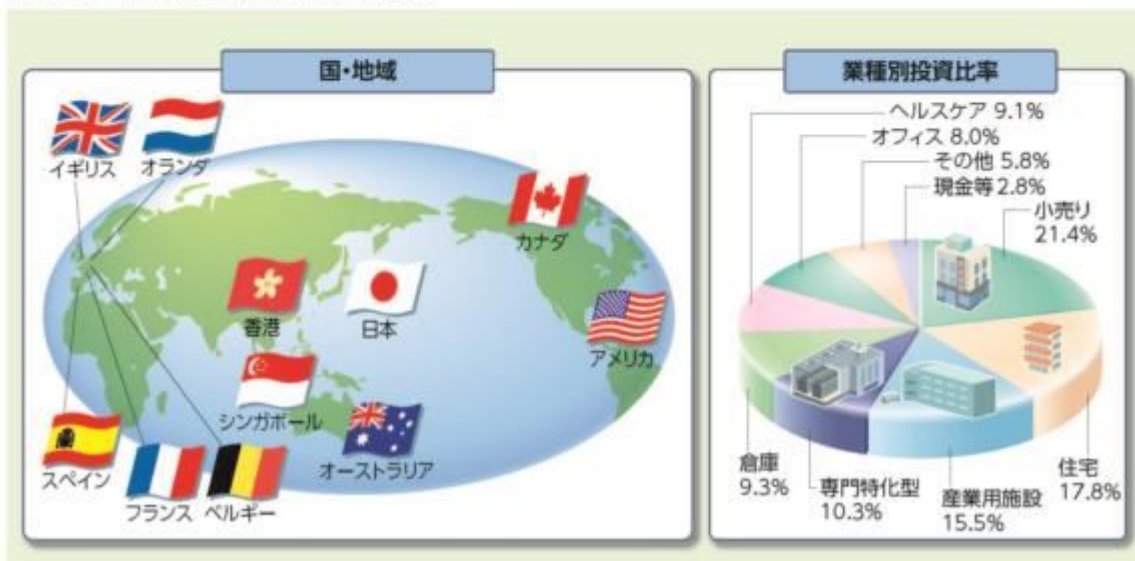 国・地域
イギリス
オランダ
カナダ
香港
日本
アメリカ
シンガポール
オーストラリア
スペイン
フランス
ベルギー
業種別投資比率
ヘルスケア 9.1%
オフィス 8.0%
その他 5.8%
現金等 2.8%
小売り
21.4%
住宅
17.8%
産業用施設
15.5%
専門特化型
10.3%
倉庫
9.3%